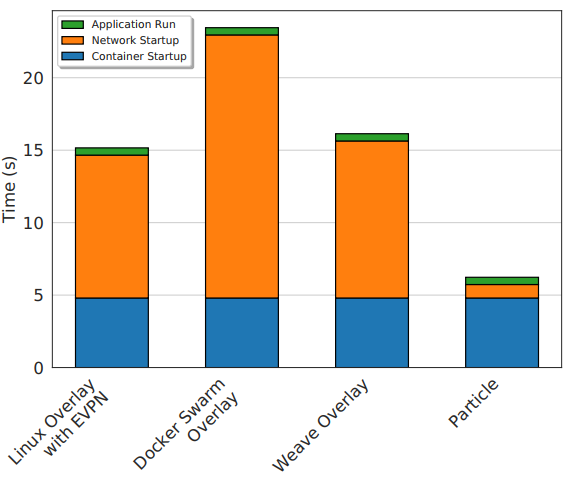 Application Run
Network Startup
Container Startup
Time (s)
20
15
10
5
0
Linux Overlay
with EVPN
Docker Swarm
Overlay
Weave Overlay
Particle